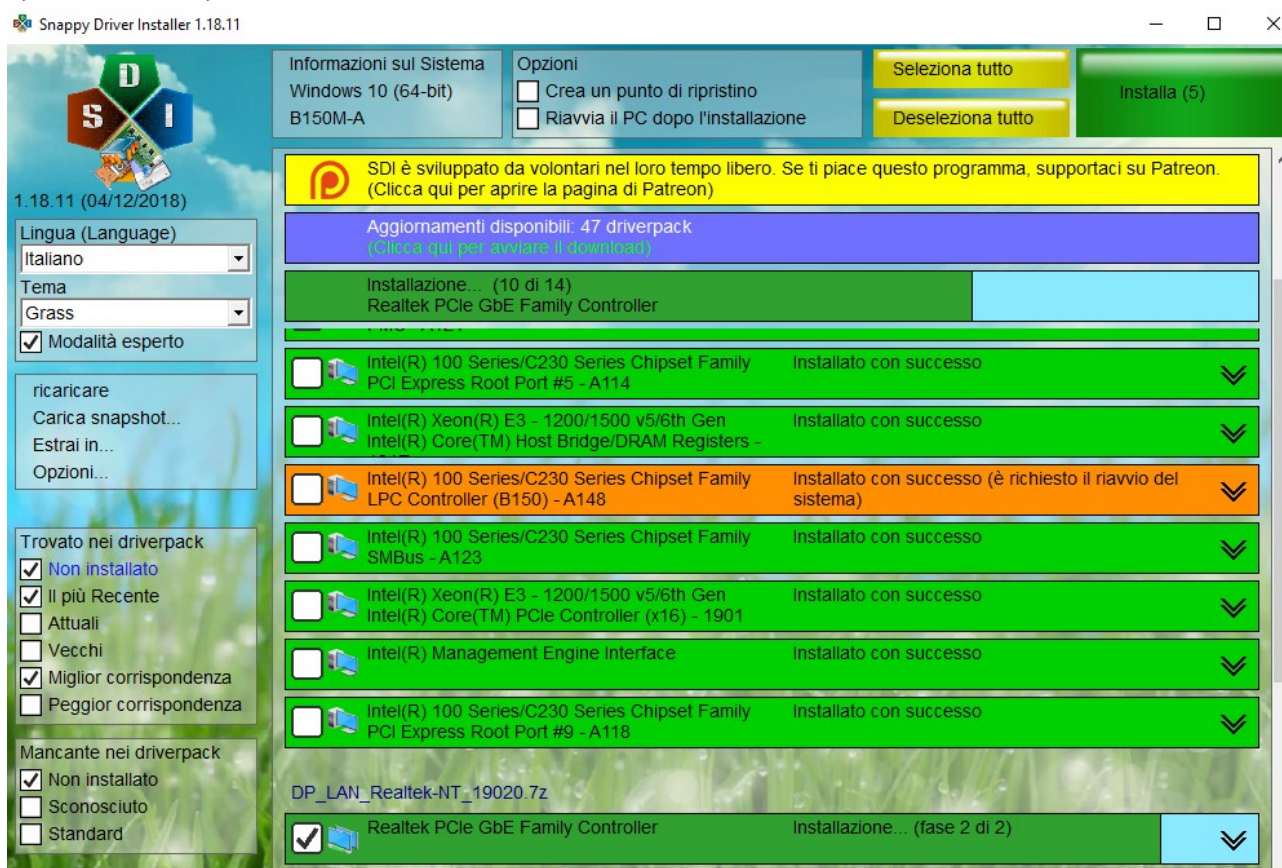 Snappy Driver Installer 1.18.11
D
S
I
1.18.11 (04/12/2018)
Informazioni sul Sistema
Windows 10 (64-bit)
B150M-A
Opzioni
Crea un punto di ripristino
Riavvia il PC dopo l'installazione
Seleziona tutto
Deseleziona tutto
Installa (5)
Lingua (Language)
Italiano
Tema
Grass
Modalità esperto
ricaricare
Carica snapshot...
Estrai in...
Opzioni...
Trovato nei driverpack
Non installato
Il più Recente
Attuali
Vecchi
Miglior corrispondenza
Peggior corrispondenza
Mancante nei driverpack
Non installato
Sconosciuto
Standard
SDI è sviluppato da volontari nel loro tempo libero. Se ti piace questo programma, supportaci su Patreon.
(Clicca qui per aprire la pagina di Patreon)
Aggiornamenti disponibili: 47 driverpack
(Clicca qui per avviare il download)
Installazione... (10 di 14)
Realtek PCIe GbE Family Controller
Intel(R) 100 Series/C230 Series Chipset Family
PCI Express Root Port #5 - A114
Installato con successo
Intel(R) Xeon(R) E3 - 1200/1500 v5/6th Gen
Intel(R) Core(TM) Host Bridge/DRAM Registers -
Installato con successo
Intel(R) 100 Series/C230 Series Chipset Family
LPC Controller (B150) - A148
Installato con successo (è richiesto il riavvio del
sistema)
Intel(R) 100 Series/C230 Series Chipset Family
SMBus - A123
Installato con successo
Intel(R) Xeon(R) E3 - 1200/1500 v5/6th Gen
Intel(R) Core(TM) PCIe Controller (x16) - 1901
Installato con successo
Intel(R) Management Engine Interface
Installato con successo
Intel(R) 100 Series/C230 Series Chipset Family
PCI Express Root Port #9 - A118
Installato con successo
DP_LAN_Realtek-NT_19020.7z
Realtek PCIe GbE Family Controller
Installazione... (fase 2 di 2)